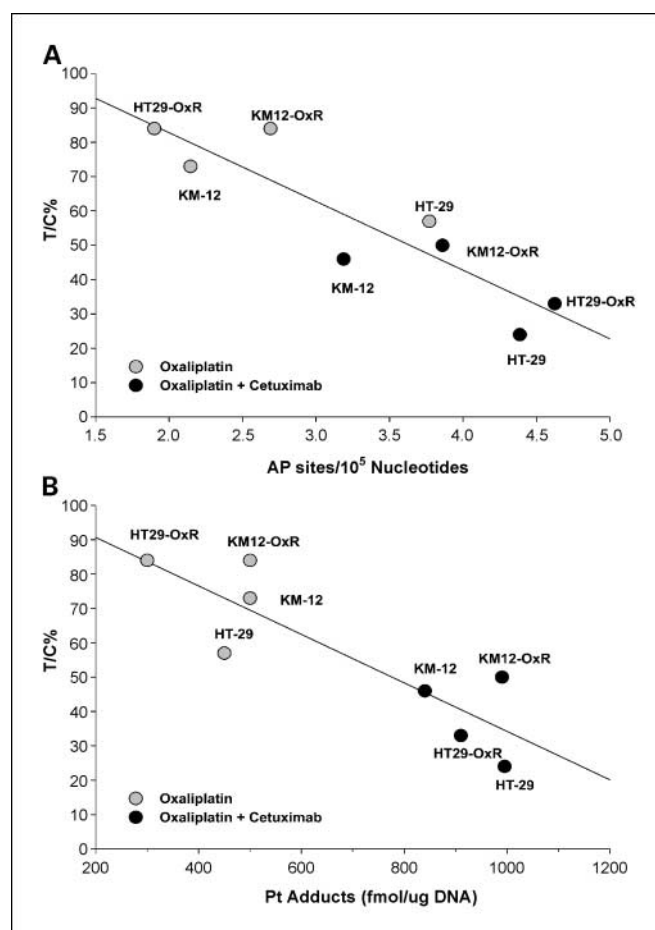 A
100
90
80
70
60
50
40
30
20
10
0
T/C%
HT29-OxR
KM12-OxR
KM-12
HT-29
KM12-OxR
KM-12
HT29-OxR
HT-29
Oxaliplatin
Oxaliplatin + Cetuximab
1.5 2.0 2.5 3.0 3.5 4.0 4.5 5.0
AP sites/10⁵ Nucleotides
B
100
90
80
70
60
50
40
30
20
10
0
T/C%
HT29-OxR
KM12-OxR
KM-12
HT-29
KM-12
KM12-OxR
HT29-OxR
HT-29
Oxaliplatin
Oxaliplatin + Cetuximab
200 400 600 800 1000 1200
Pt Adducts (fmol/ug DNA)